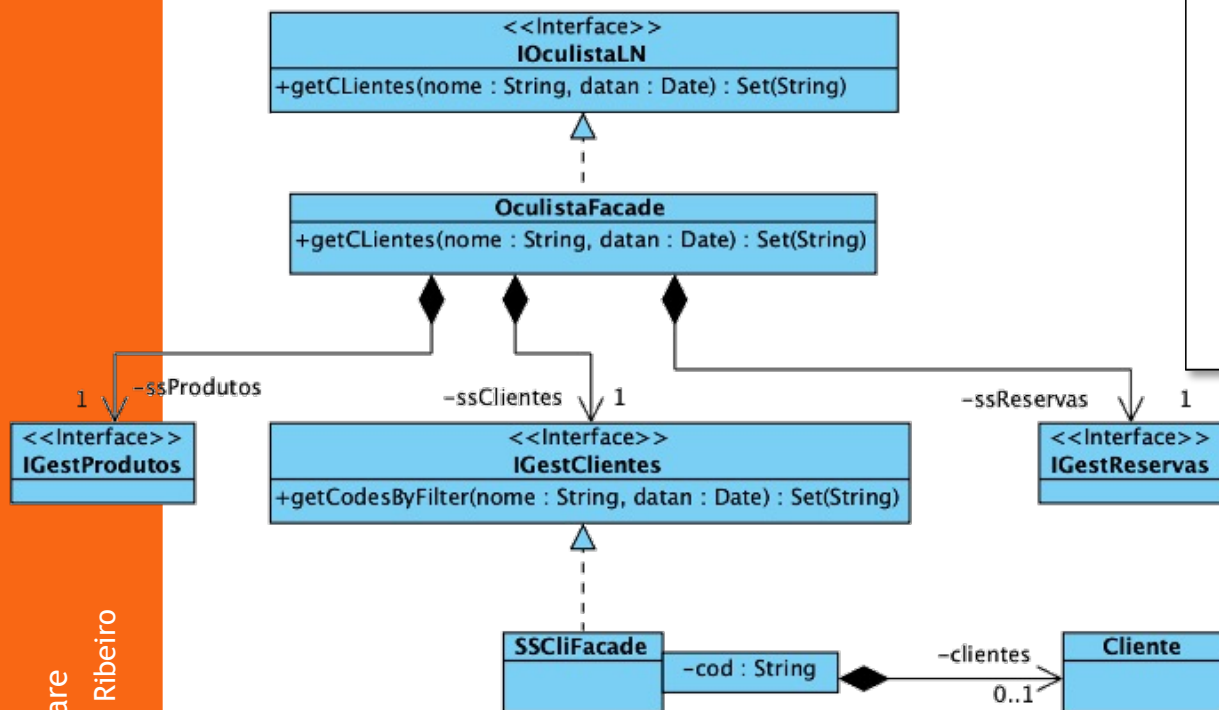 <<Interface>>
IOculistaLN
+getCLientes(nome : String, datan : Date) : Set(String)
OculistaFacade
+getCLientes(nome : String, datan : Date) : Set(String)
-ssProdutos
1
-ssClientes
1
-ssReservas
1
<<Interface>>
IGestProdutos
<<Interface>>
IGestClientes
+getCodesByFilter(nome : String, datan : Date) : Set(String)
<<Interface>>
IGestReservas
SSCliFacade
-cod : String
-clientes
0..1
Cliente
are
Ribeiro